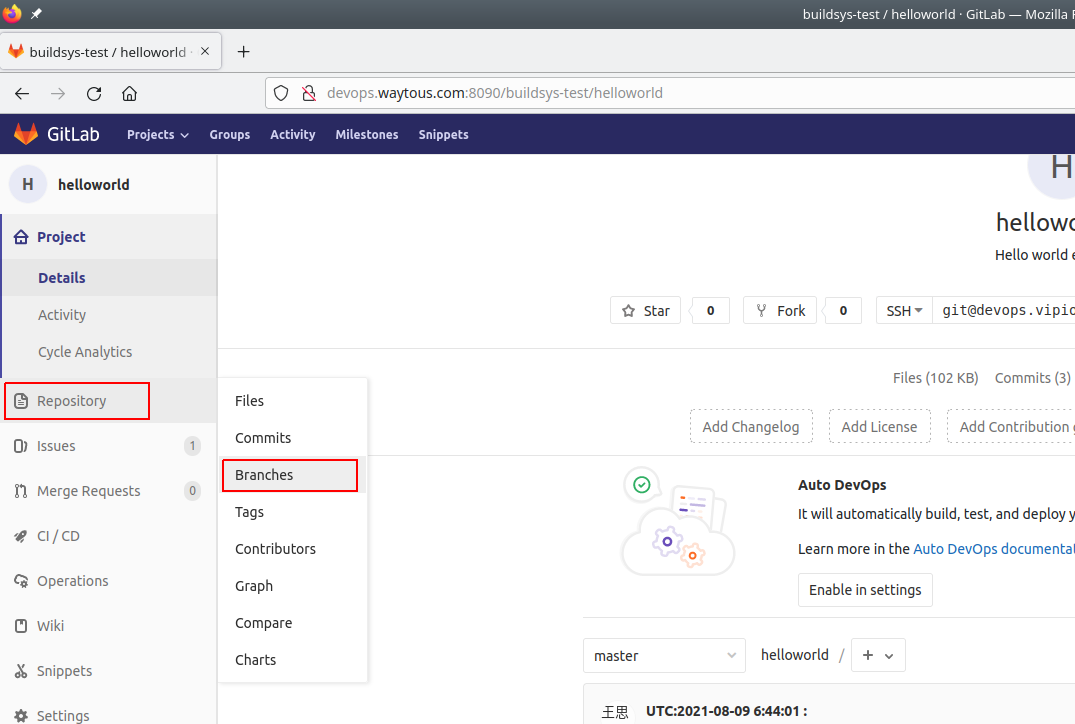 buildsys-test / helloworld · GitLab — Mozilla F
buildsys-test / helloworld ·
devops.waytous.com:8090/buildsys-test/helloworld
GitLab Projects Groups Activity Milestones Snippets
H helloworld
Project
Details
Activity
Cycle Analytics
Repository
Issues 1
Merge Requests 0
CI / CD
Operations
Wiki
Snippets
Settings
Files
Commits
Branches
Tags
Contributors
Graph
Compare
Charts
H
hellowo
Hello world e
Star 0 Fork 0 SSH git@devops.vipio
Files (102 KB) Commits (3)
Add Changelog Add License Add Contribution g
Auto DevOps
It will automatically build, test, and deploy y
Learn more in the Auto DevOps documentat
Enable in settings
master helloworld / +
王思 UTC:2021-08-09 6:44:01 :